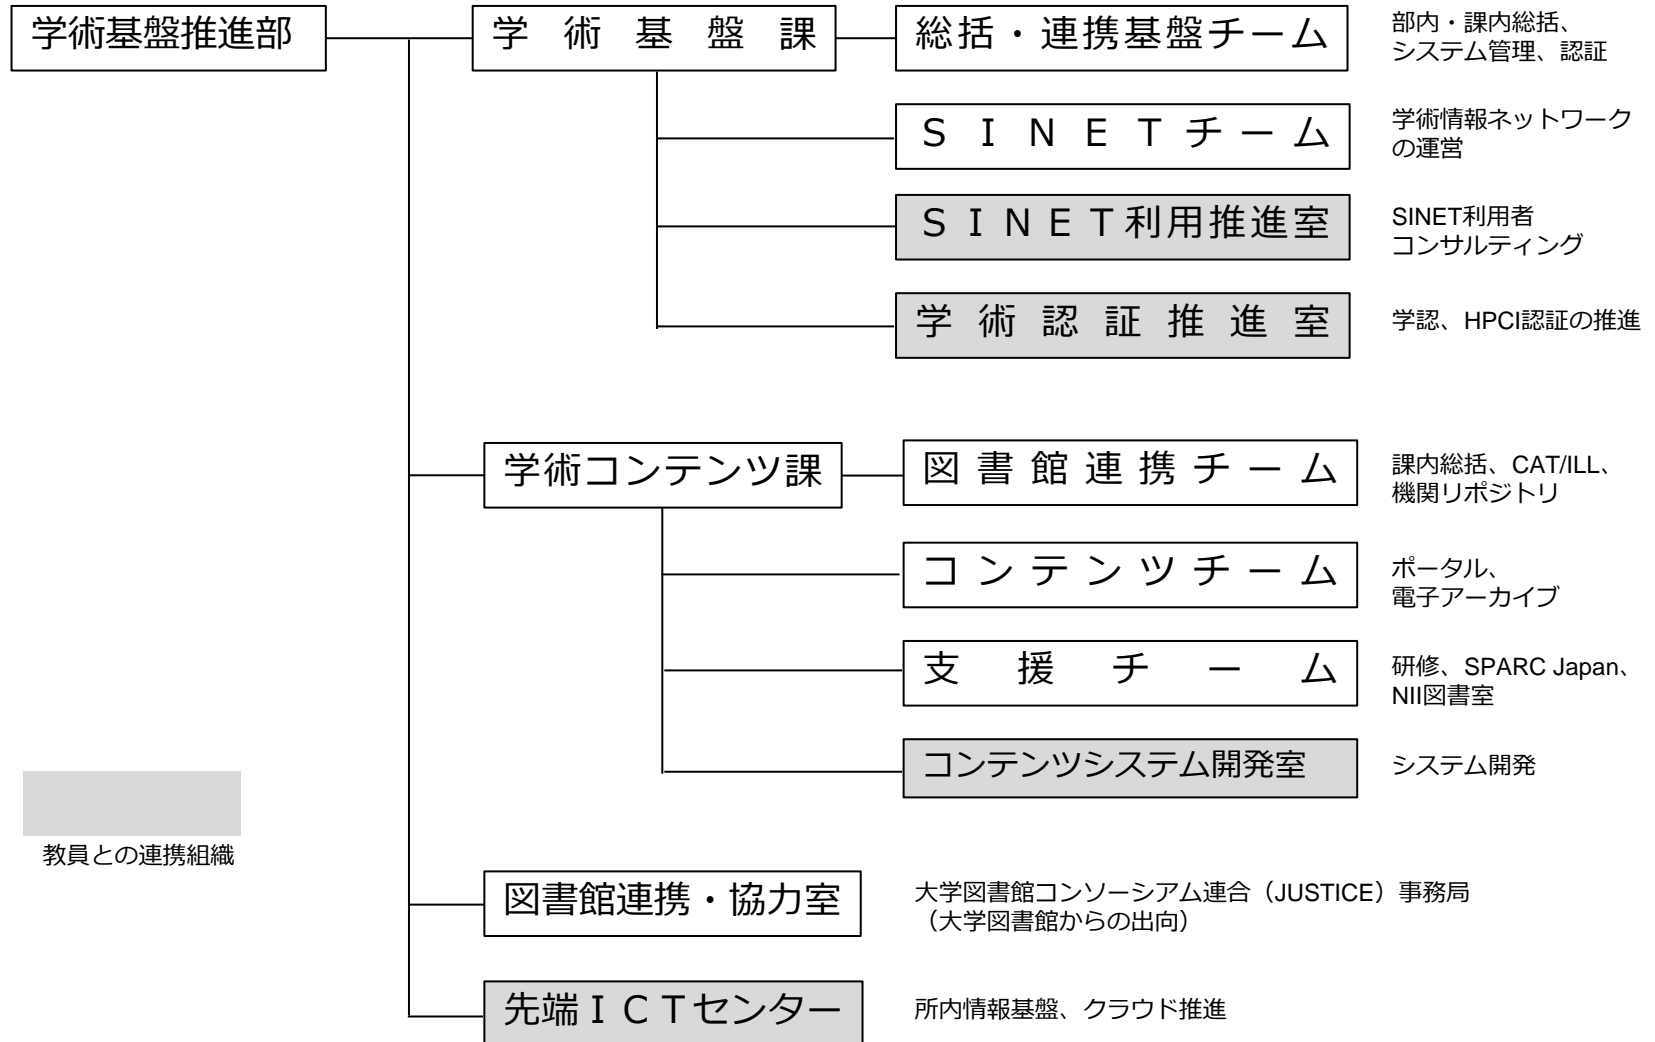 学術基盤推進部
学術基盤課
総括・連携基盤チーム
部内・課内総括、
システム管理、認証
ＳＩＮＥＴチーム
学術情報ネットワーク
の運営
ＳＩＮＥＴ利用推進室
SINET利用者
コンサルティング
学術認証推進室
学認、HPCI認証の推進
学術コンテンツ課
図書館連携チーム
課内総括、CAT/ILL、
機関リポジトリ
コンテンツチーム
ポータル、
電子アーカイブ
支援チーム
研修、SPARC Japan、
NII図書室
コンテンツシステム開発室
システム開発
教員との連携組織
図書館連携・協力室
大学図書館コンソーシアム連合（JUSTICE）事務局
（大学図書館からの出向）
先端ＩＣＴセンター
所内情報基盤、クラウド推進